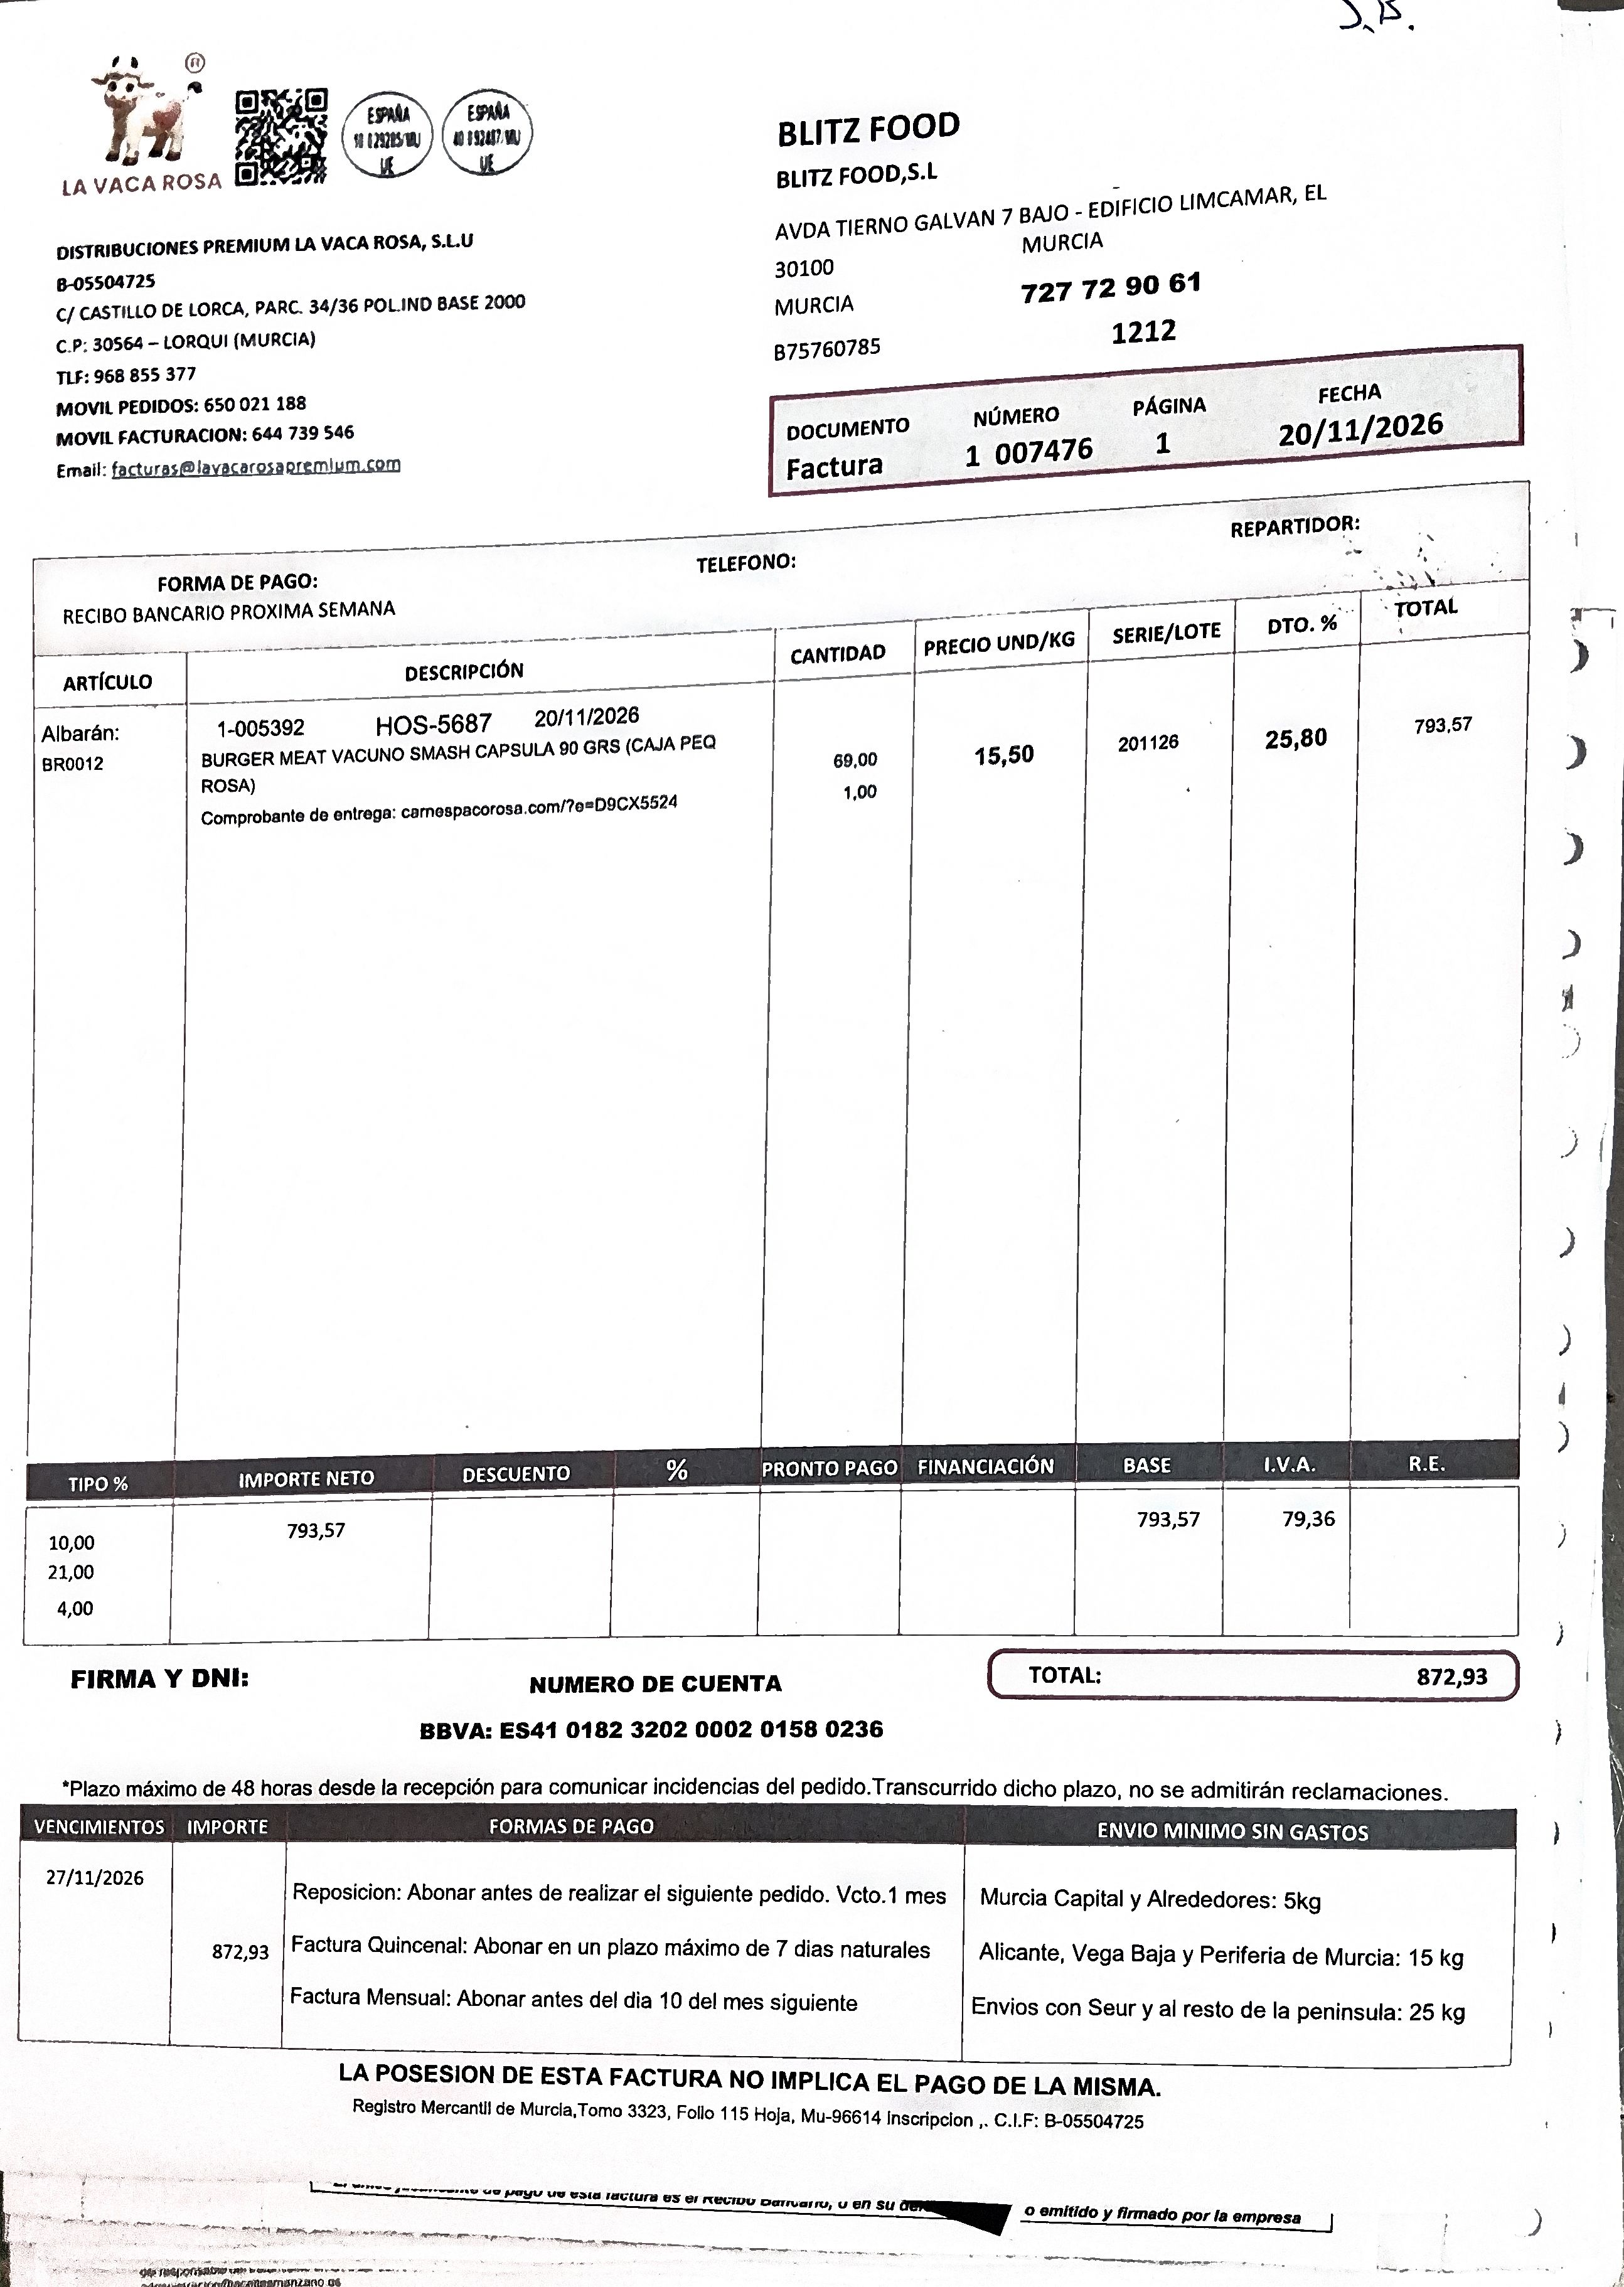 J.B.
LA VACA ROSA
ESPAÑA
UE
ESPAÑA
UE
DISTRIBUCIONES PREMIUM LA VACA ROSA, S.L.U
B-05504725
C/ CASTILLO DE LORCA, PARC. 34/36 POL.IND BASE 2000
C.P: 30564 – LORQUI (MURCIA)
TLF: 968 855 377
MOVIL PEDIDOS: 650 021 188
MOVIL FACTURACION: 644 739 546
Email: facturas@lavacarosapremium.com
BLITZ FOOD
BLITZ FOOD,S.L
AVDA TIERNO GALVAN 7 BAJO - EDIFICIO LIMCAMAR, EL
30100 MURCIA
MURCIA 727 72 90 61
B75760785 1212
DOCUMENTO NÚMERO PÁGINA FECHA
Factura 1 007476 1 20/11/2026
FORMA DE PAGO: TELEFONO: REPARTIDOR:
RECIBO BANCARIO PROXIMA SEMANA
ARTÍCULO DESCRIPCIÓN CANTIDAD PRECIO UND/KG SERIE/LOTE DTO. % TOTAL
Albarán: 1-005392 HOS-5687 20/11/2026
BR0012 BURGER MEAT VACUNO SMASH CAPSULA 90 GRS (CAJA PEQ 69,00 15,50 201126 25,80 793,57
ROSA) 1,00
Comprobante de entrega: carnespacorosa.com/?e=D9CX5524
TIPO % IMPORTE NETO DESCUENTO % PRONTO PAGO FINANCIACIÓN BASE I.V.A. R.E.
10,00 793,57 793,57 79,36
21,00
4,00
FIRMA Y DNI: NUMERO DE CUENTA TOTAL: 872,93
BBVA: ES41 0182 3202 0002 0158 0236
*Plazo máximo de 48 horas desde la recepción para comunicar incidencias del pedido.Transcurrido dicho plazo, no se admitirán reclamaciones.
VENCIMIENTOS IMPORTE FORMAS DE PAGO ENVIO MINIMO SIN GASTOS
27/11/2026 Reposicion: Abonar antes de realizar el siguiente pedido. Vcto.1 mes Murcia Capital y Alrededores: 5kg
872,93 Factura Quincenal: Abonar en un plazo máximo de 7 dias naturales Alicante, Vega Baja y Periferia de Murcia: 15 kg
Factura Mensual: Abonar antes del dia 10 del mes siguiente Envios con Seur y al resto de la peninsula: 25 kg
LA POSESION DE ESTA FACTURA NO IMPLICA EL PAGO DE LA MISMA.
Registro Mercantil de Murcia,Tomo 3323, Folio 115 Hoja, Mu-96614 Inscripcion ,. C.I.F: B-05504725
de pago de esta factura es el Recibo Bancario, o en su o emitido y firmado por la empresa